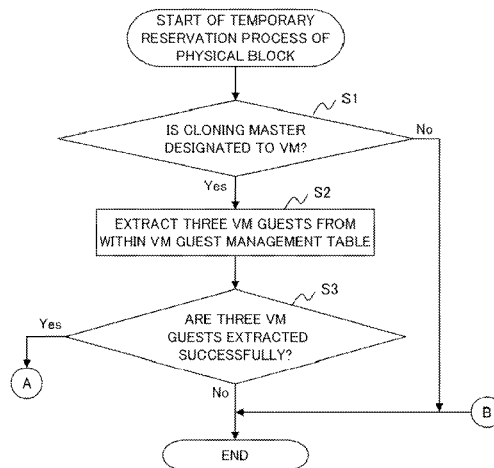 START OF TEMPORARY
RESERVATION PROCESS OF
PHYSICAL BLOCK
S1
IS CLONING MASTER
DESIGNATED TO VM?
No
Yes
S2
EXTRACT THREE VM GUESTS FROM
WITHIN VM GUEST MANAGEMENT TABLE
S3
Yes
ARE THREE VM
GUESTS EXTRACTED
SUCCESSFULLY?
A
No
B
END